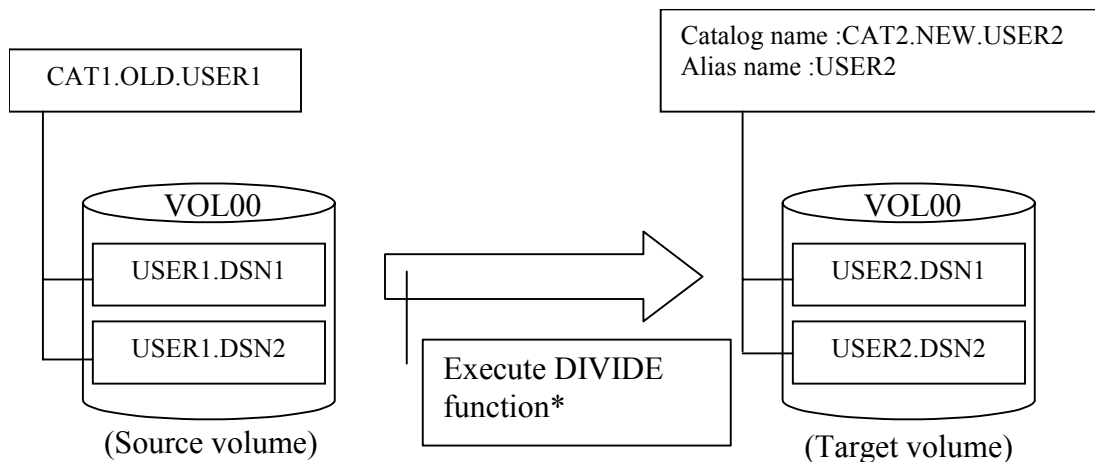 CAT1.OLD.USER1
VOL00
USER1.DSN1
USER1.DSN2
(Source volume)
Execute DIVIDE
function*
Catalog name :CAT2.NEW.USER2
Alias name :USER2
VOL00
USER2.DSN1
USER2.DSN2
(Target volume)